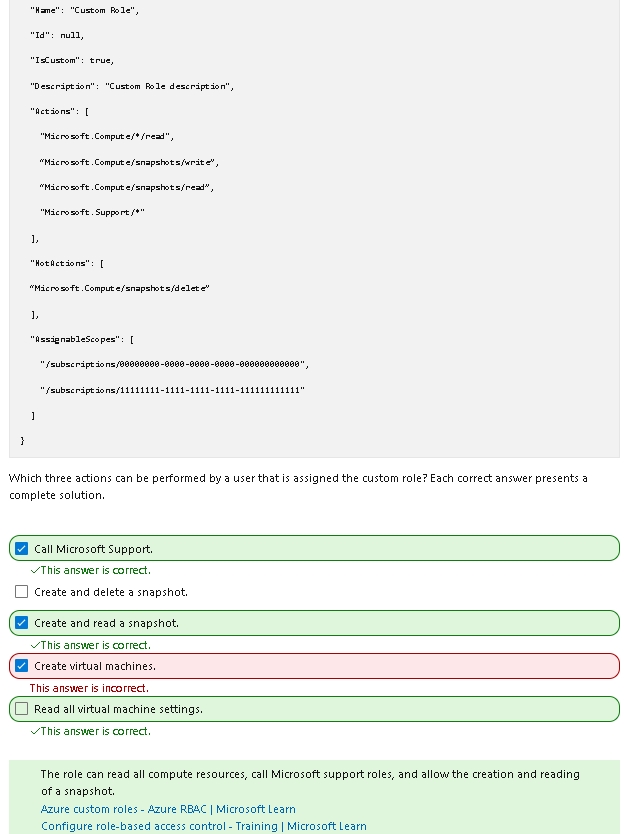 "Name": "Custom Role",
"Id": null,
"IsCustom": true,
"Description": "Custom Role description",
"Actions": [
"Microsoft.Compute/*/read",
“Microsoft.Compute/snapshots/write”,
“Microsoft.Compute/snapshots/read”,
"Microsoft.Support/*"
],
"NotActions": [
“Microsoft.Compute/snapshots/delete”
],
"AssignableScopes": [
"/subscriptions/00000000-0000-0000-0000-000000000000",
"/subscriptions/11111111-1111-1111-1111-111111111111"
]
}
Which three actions can be performed by a user that is assigned the custom role? Each correct answer presents a
complete solution.
Call Microsoft Support.
✓This answer is correct.
Create and delete a snapshot.
Create and read a snapshot.
✓This answer is correct.
Create virtual machines.
This answer is incorrect.
Read all virtual machine settings.
✓This answer is correct.
The role can read all compute resources, call Microsoft support roles, and allow the creation and reading
of a snapshot.
Azure custom roles - Azure RBAC | Microsoft Learn
Configure role-based access control - Training | Microsoft Learn